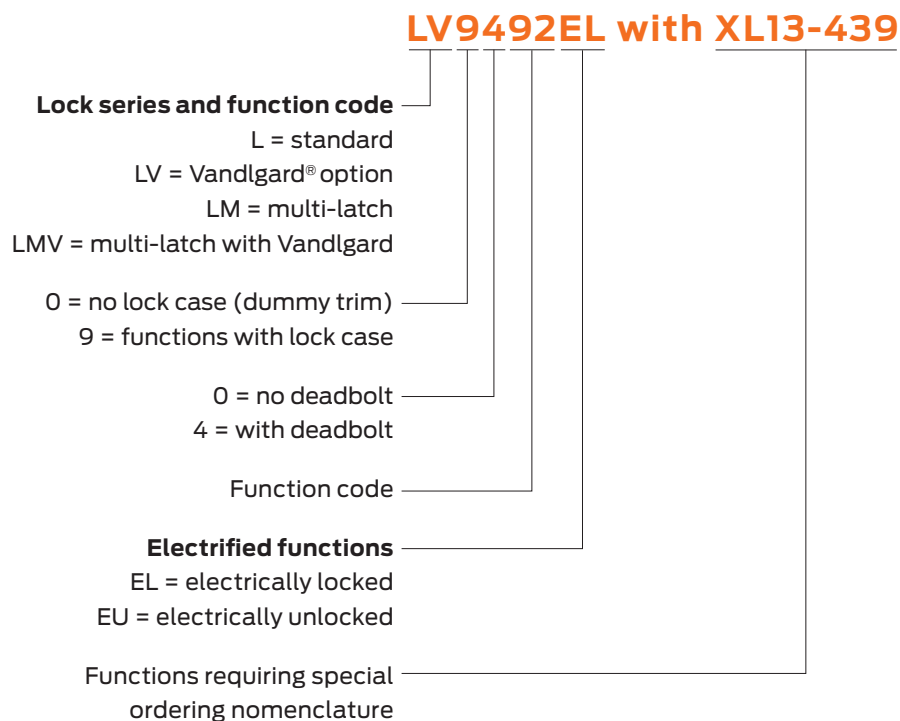 LV9492EL with XL13-439
Lock series and function code
L = standard
LV = Vandlgard® option
LM = multi-latch
LMV = multi-latch with Vandlgard
0 = no lock case (dummy trim)
9 = functions with lock case
0 = no deadbolt
4 = with deadbolt
Function code
Electrified functions
EL = electrically locked
EU = electrically unlocked
Functions requiring special
ordering nomenclature